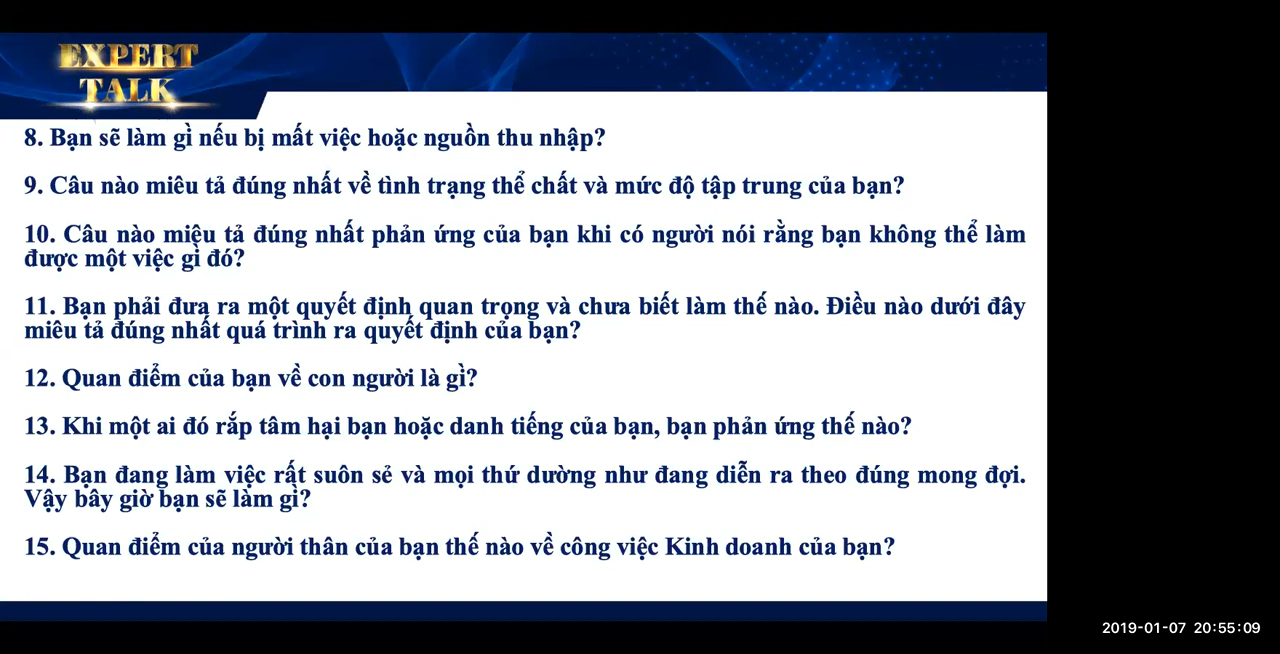 EXPERT
TALK
8. Bạn sẽ làm gì nếu bị mất việc hoặc nguồn thu nhập?
9. Câu nào miêu tả đúng nhất về tình trạng thể chất và mức độ tập trung của bạn?
10. Câu nào miệu tả đúng nhất phản ứng của bạn khi có người nói rằng bạn không thể làm
được một việc gì đó?
11. Bạn phải đưa ra một quyết định quan trọng và chưa biết làm thế nào. Điều nào dưới đây
miêu tả đúng nhất quá trình ra quyết định của bạn?
12. Quan điểm của bạn về con người là gì?
13. Khi một ai đó rắp tâm hại bạn hoặc danh tiếng của bạn, bạn phản ứng thế nào?
14. Bạn đang làm việc rất suôn sẻ và mọi thứ dường như đang diễn ra theo đúng mong đợi.
Vậy bây giờ bạn sẽ làm gì?
15. Quan điểm của người thân của bạn thế nào về công việc Kinh doanh của bạn?
2019-01-07 20:55:09